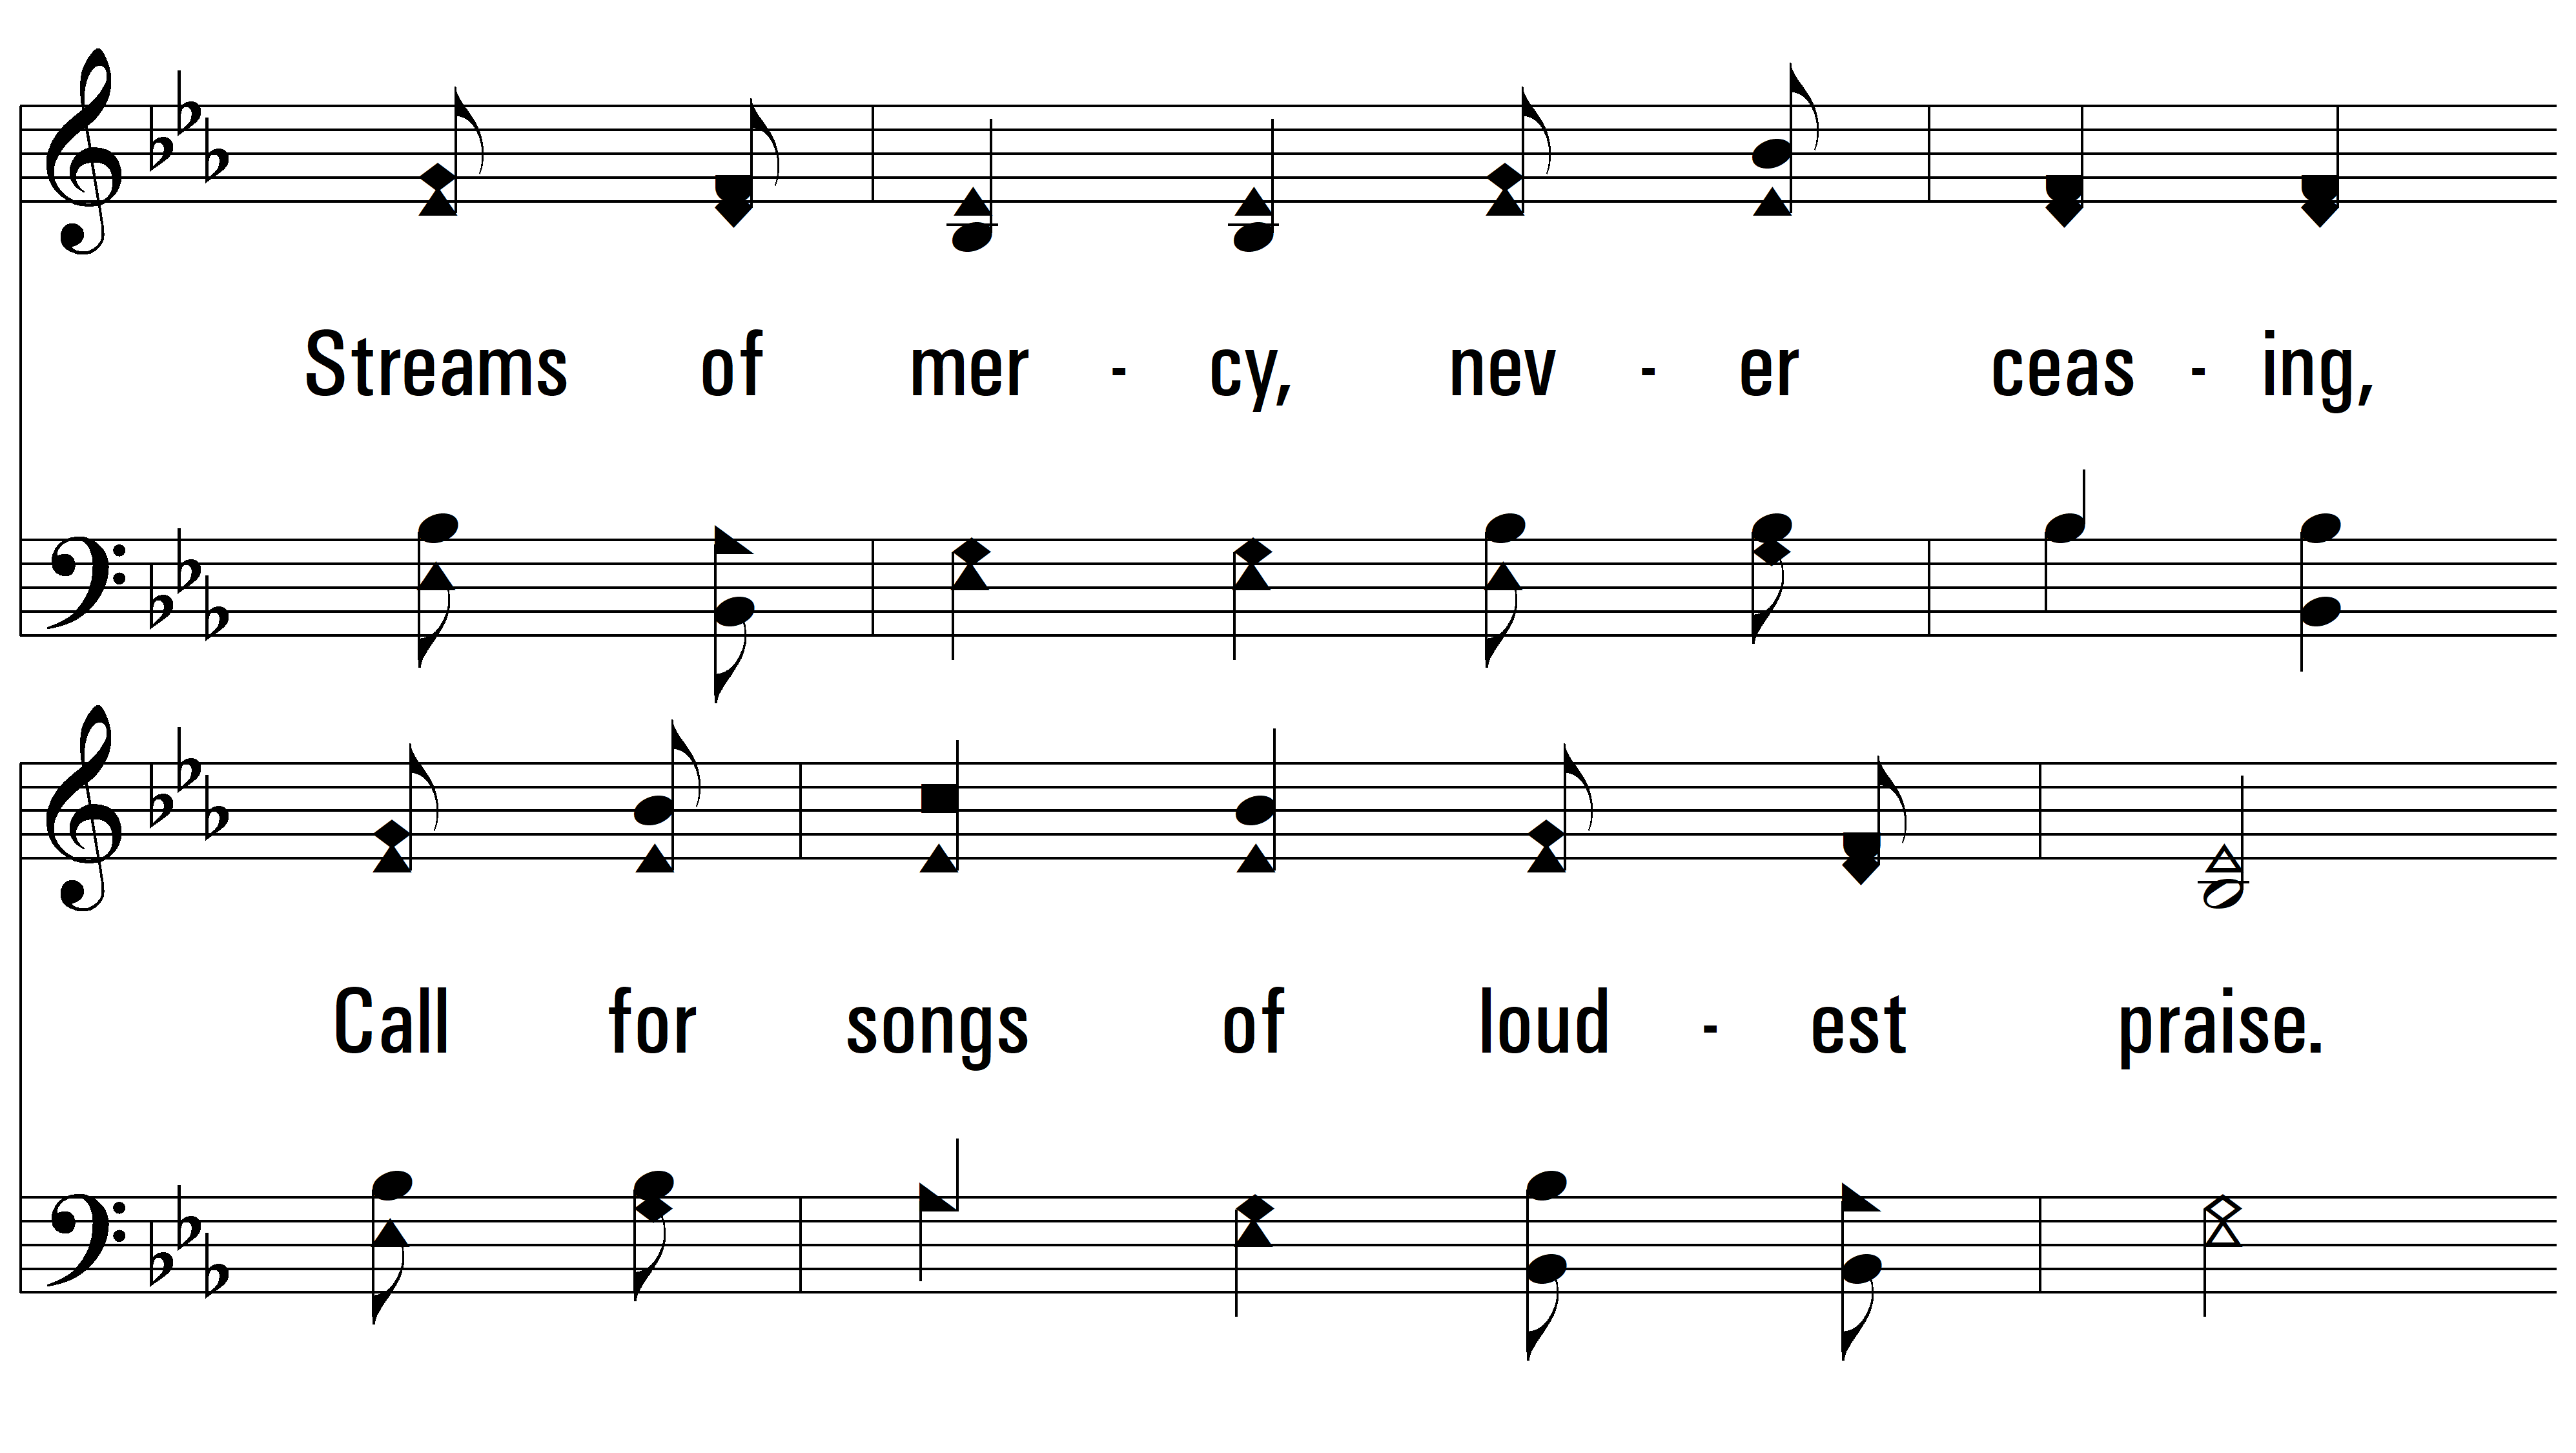 Streams of mer - cy, nev - er ceas - ing,
Call for songs of loud - est praise.